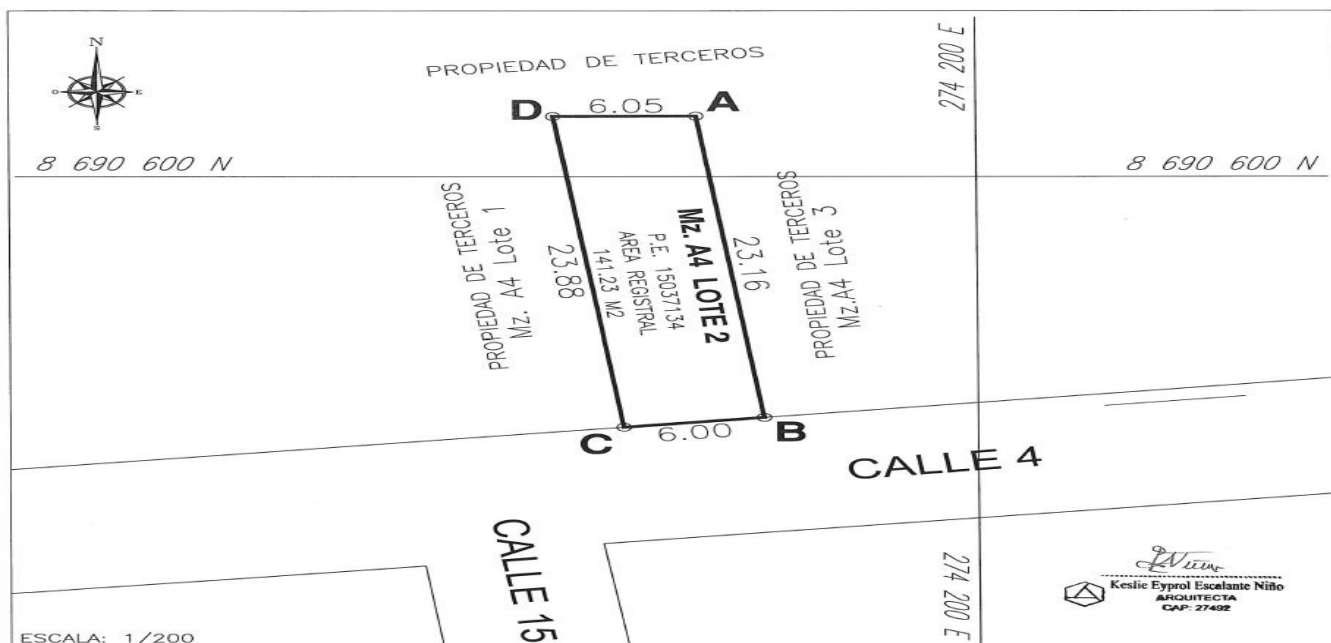 N
O
E
S
PROPIEDAD DE TERCEROS
274 200 E
D
6.05
A
8 690 600 N
8 690 600 N
PROPIEDAD DE TERCEROS
Mz. A4 Lote 1
23.88
141.23 M2
AREA REGISTRAL
P.E. 15037134
Mz. A4 LOTE 2
23.16
PROPIEDAD DE TERCEROS
Mz.A4 Lote 3
C
6.00
B
CALLE 4
CALLE 15
274 200 E
Keslie Eyprol Escalante Niño
ARQUITECTA
CAP: 27492
ESCALA: 1/200